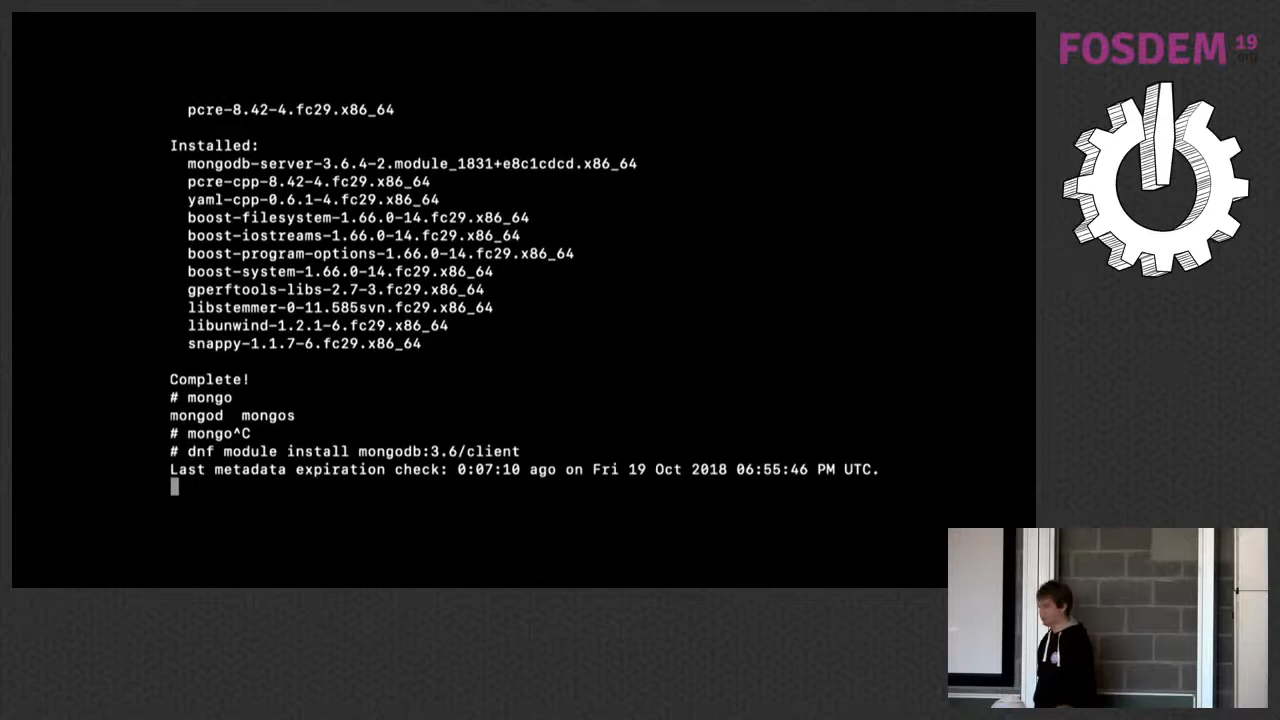 FOSDEM 19
.org
pcre-8.42-4.fc29.x86_64
Installed:
mongodb-server-3.6.4-2.module_1831+e8c1cdcd.x86_64
pcre-cpp-8.42-4.fc29.x86_64
yaml-cpp-0.6.1-4.fc29.x86_64
boost-filesystem-1.66.0-14.fc29.x86_64
boost-iostreams-1.66.0-14.fc29.x86_64
boost-program-options-1.66.0-14.fc29.x86_64
boost-system-1.66.0-14.fc29.x86_64
gperftools-libs-2.7-3.fc29.x86_64
libstemmer-0-11.585svn.fc29.x86_64
libunwind-1.2.1-6.fc29.x86_64
snappy-1.1.7-6.fc29.x86_64
Complete!
# mongo
mongod  mongos
# mongo^C
# dnf module install mongodb:3.6/client
Last metadata expiration check: 0:07:10 ago on Fri 19 Oct 2018 06:55:46 PM UTC.